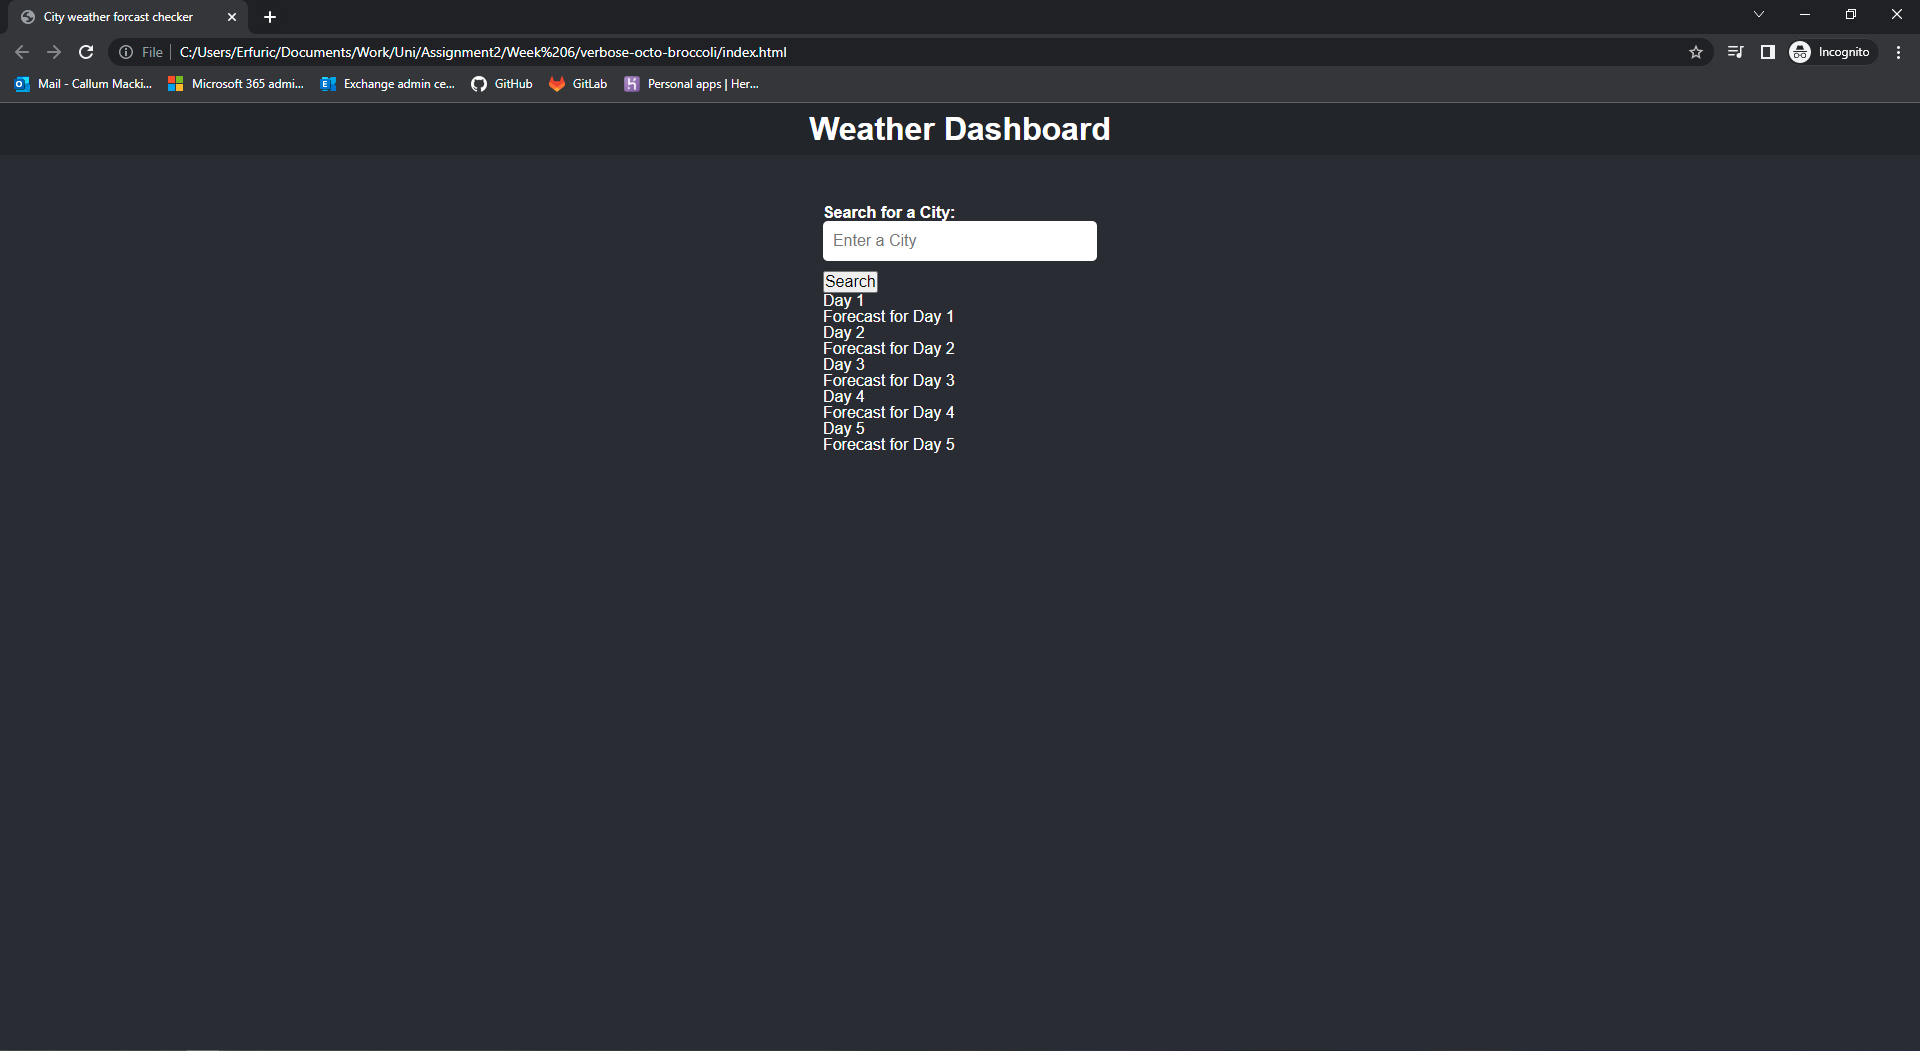 City weather forcast checker
File C:/Users/Erfuric/Documents/Work/Uni/Assignment2/Week%206/verbose-octo-broccoli/index.html Incognito
Mail - Callum Macki... Microsoft 365 admi... Exchange admin ce... GitHub GitLab Personal apps | Her...
Weather Dashboard
Search for a City:
Enter a City
Search
Day 1
Forecast for Day 1
Day 2
Forecast for Day 2
Day 3
Forecast for Day 3
Day 4
Forecast for Day 4
Day 5
Forecast for Day 5